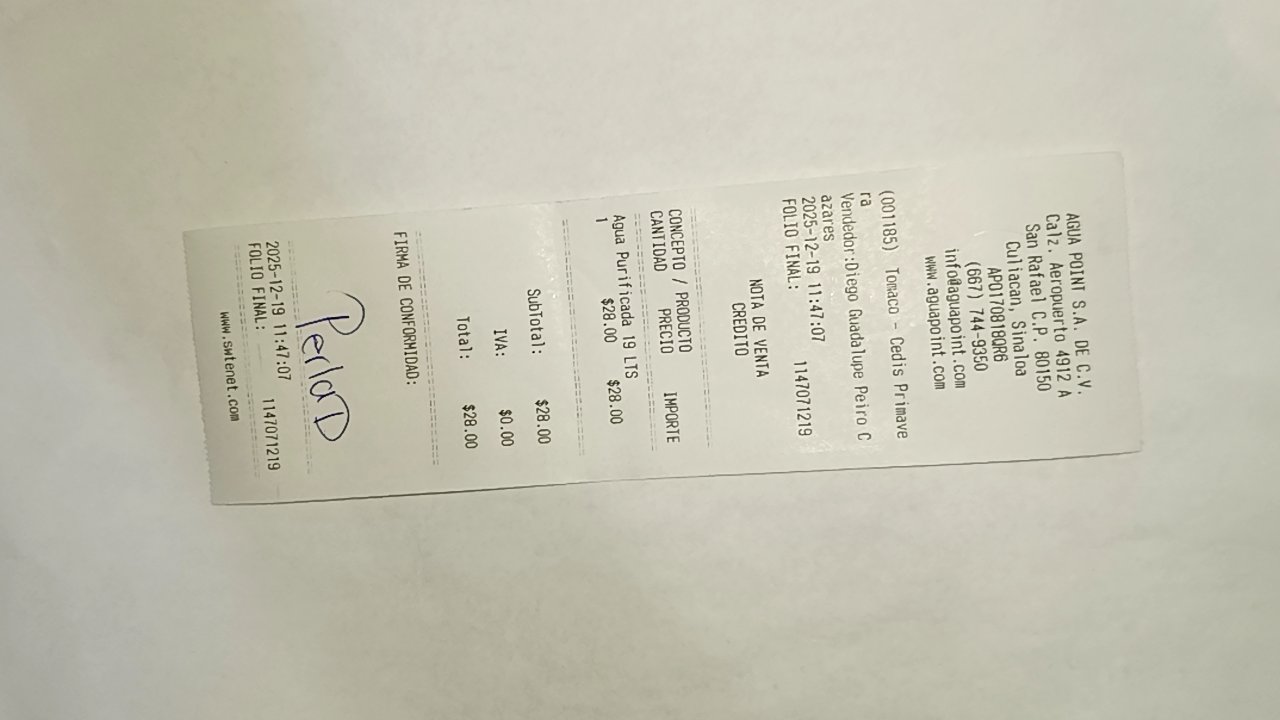 AGUA POINT S.A. DE C.V.
Calz. Aeropuerto 4912 A
San Rafael C.P. 80150
Culiacan, Sinaloa
APO170818QR6
(667) 744-9350
info@aguapoint.com
www.aguapoint.com
(001185) Tomaco - Cedis Primave
ra
Vendedor:Diego Guadalupe Peiro C
azares
2025-12-19 11:47:07
FOLIO FINAL: 1147071219
NOTA DE VENTA
CREDITO
CONCEPTO / PRODUCTO
CANTIDAD PRECIO IMPORTE
Agua Purificada 19 LTS
1 $28.00 $28.00
SubTotal: $28.00
IVA: $0.00
Total: $28.00
FIRMA DE CONFORMIDAD:
Perla D
2025-12-19 11:47:07
FOLIO FINAL: 1147071219
www.swtenet.com